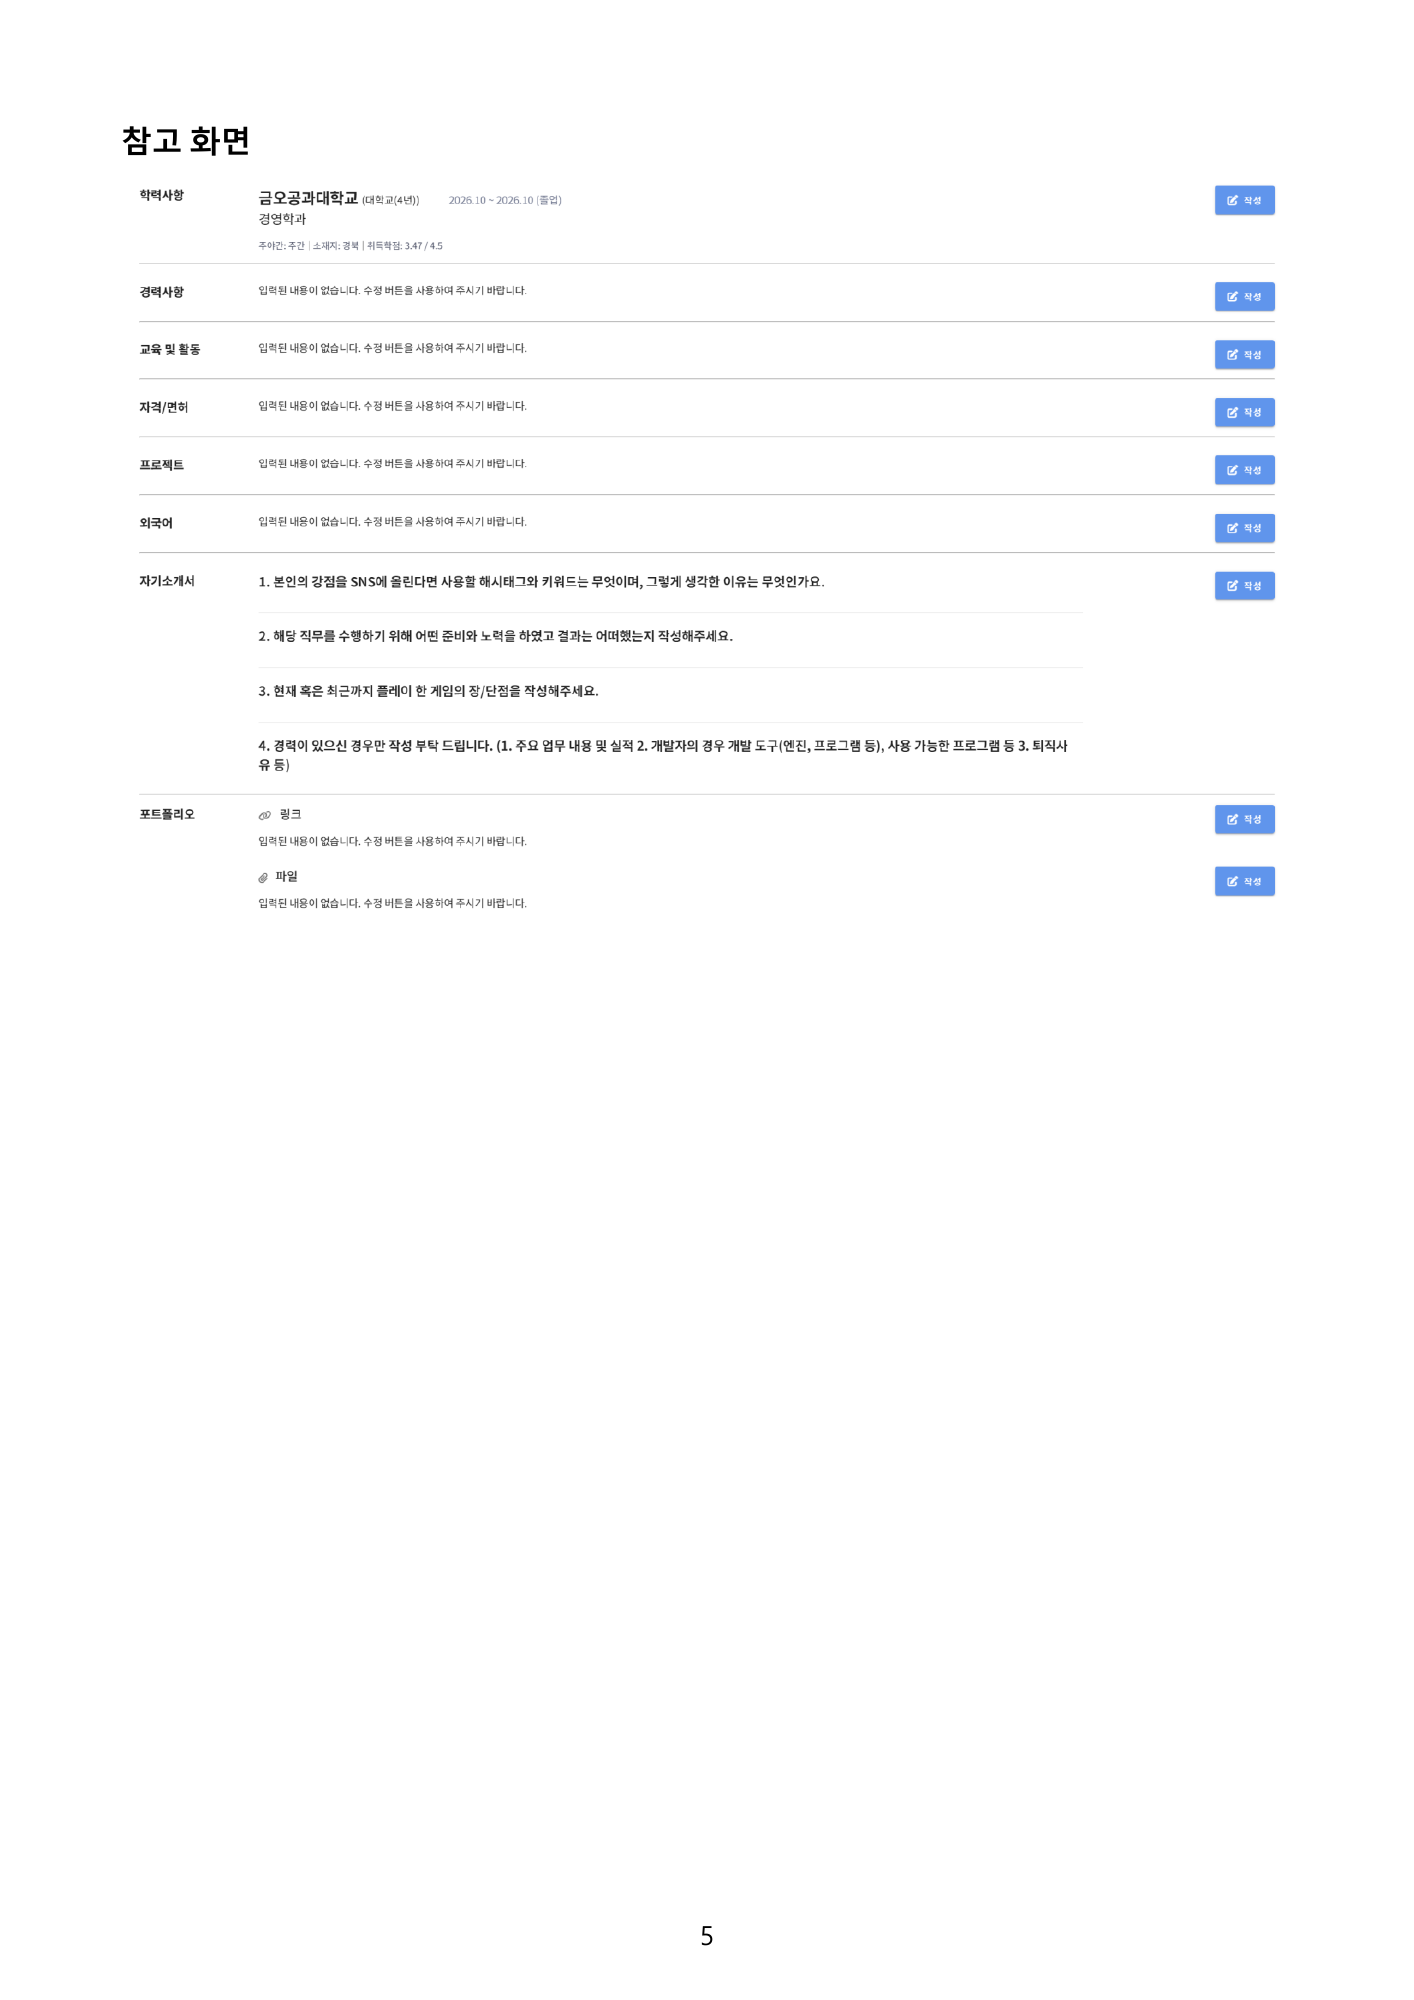 참고 화면
학력사항
금오공과대학교 (대학교(4년)) 2026.10 ~ 2026.10 (졸업)
작성
경영학과
주야간: 주간 | 소재지: 경북 | 취득학점: 3.47 / 4.5
경력사항
입력된 내용이 없습니다. 수정 버튼을 사용하여 주시기 바랍니다.
작성
교육 및 활동
입력된 내용이 없습니다. 수정 버튼을 사용하여 주시기 바랍니다.
작성
자격/면허
입력된 내용이 없습니다. 수정 버튼을 사용하여 주시기 바랍니다.
작성
프로젝트
입력된 내용이 없습니다. 수정 버튼을 사용하여 주시기 바랍니다.
작성
외국어
입력된 내용이 없습니다. 수정 버튼을 사용하여 주시기 바랍니다.
작성
자기소개서
1. 본인의 강점을 SNS에 올린다면 사용할 해시태그와 키워드는 무엇이며, 그렇게 생각한 이유는 무엇인가요.
작성
2. 해당 직무를 수행하기 위해 어떤 준비와 노력을 하였고 결과는 어떠했는지 작성해주세요.
3. 현재 혹은 최근까지 플레이 한 게임의 장/단점을 작성해주세요.
4. 경력이 있으신 경우만 작성 부탁 드립니다. (1. 주요 업무 내용 및 실적 2. 개발자의 경우 개발 도구(엔진, 프로그램 등), 사용 가능한 프로그램 등 3. 퇴직사
유 등)
포트폴리오
링크
작성
입력된 내용이 없습니다. 수정 버튼을 사용하여 주시기 바랍니다.
파일
작성
입력된 내용이 없습니다. 수정 버튼을 사용하여 주시기 바랍니다.
5